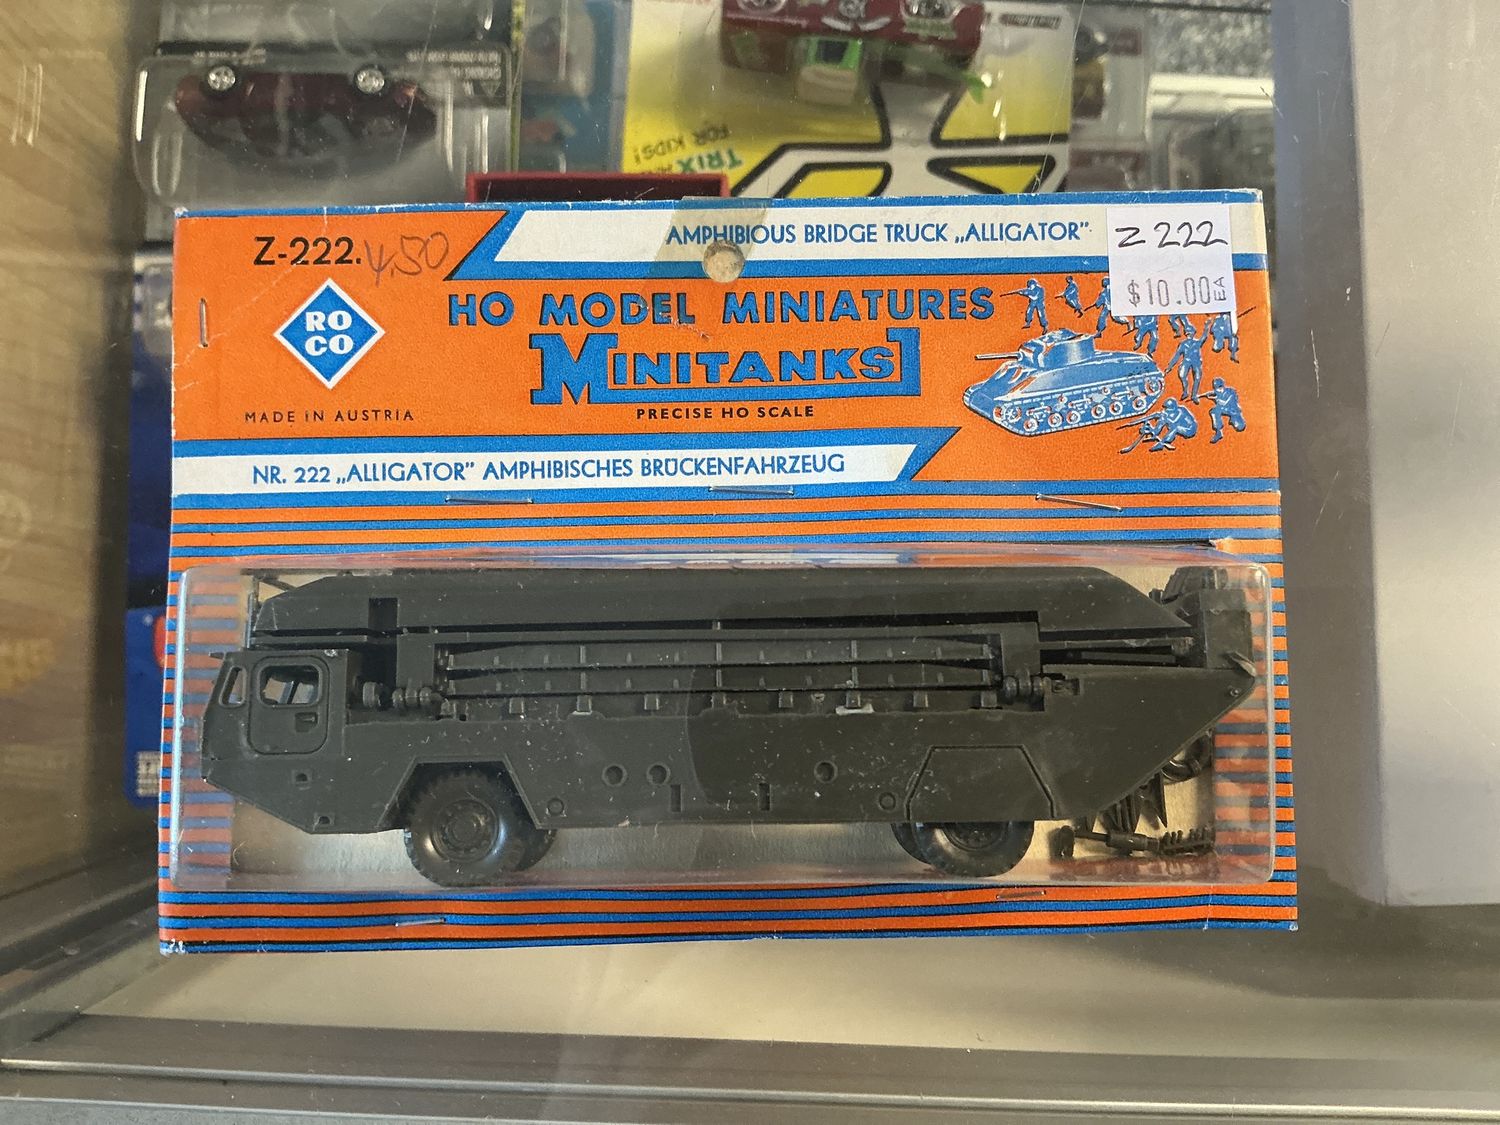 TRIX
FOR KIDS!
Z-222.
4.50
AMPHIBIOUS BRIDGE TRUCK „ALLIGATOR”
Z 222
$10.00 EA
RO
CO
HO MODEL MINIATURES
MINITANKS
PRECISE HO SCALE
MADE IN AUSTRIA
NR. 222 „ALLIGATOR” AMPHIBISCHES BRÜCKENFAHRZEUG